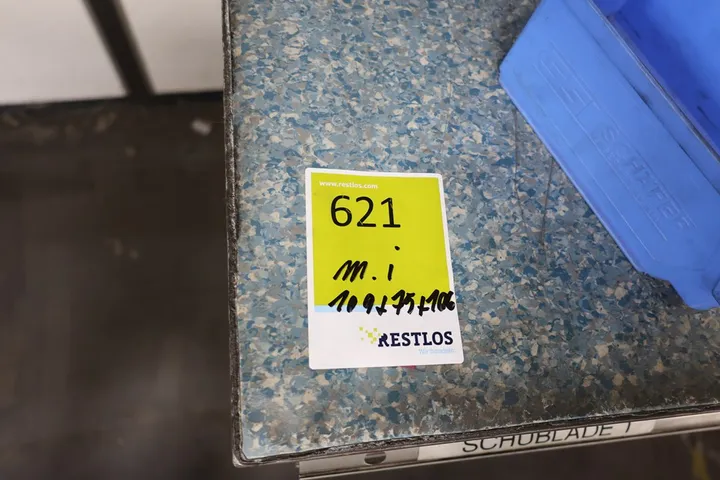 www.restlos.com
621
m. i
109x75x106
RESTLOS
SCHUBLADE 1